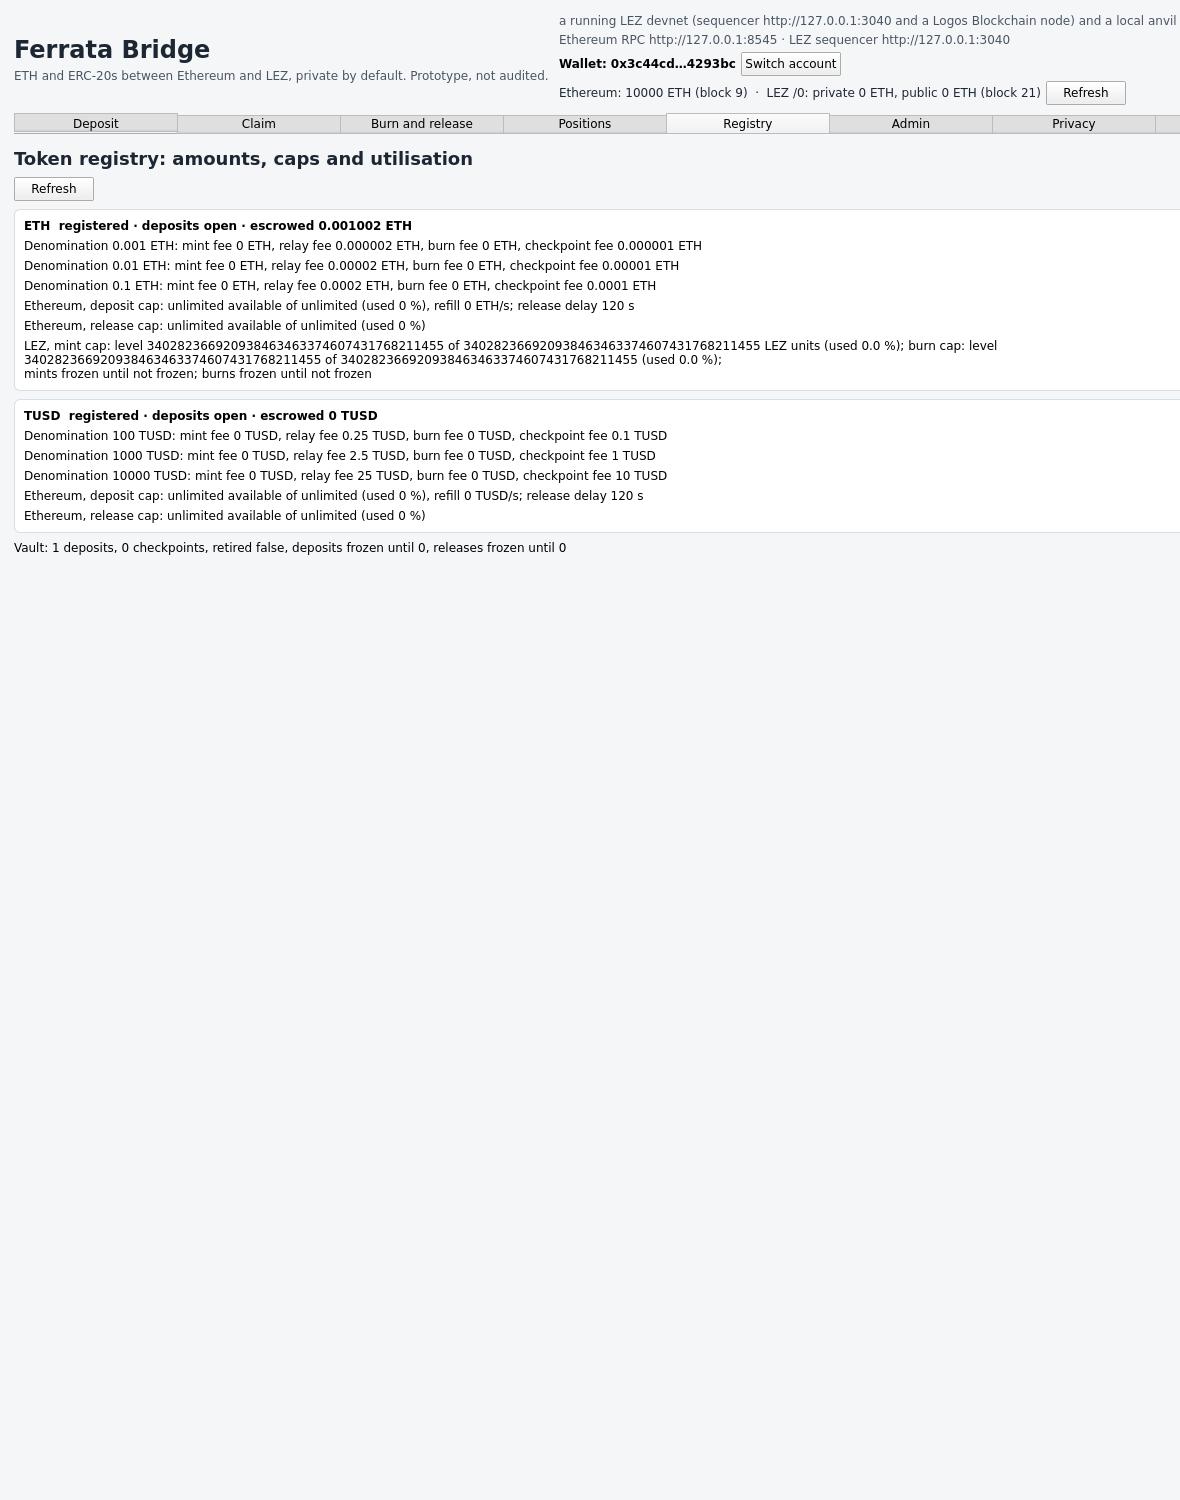 a running LEZ devnet (sequencer http://127.0.0.1:3040 and a Logos Blockchain node) and a local anvil
Ferrata Bridge
Ethereum RPC http://127.0.0.1:8545 · LEZ sequencer http://127.0.0.1:3040
ETH and ERC-20s between Ethereum and LEZ, private by default. Prototype, not audited.
Wallet: 0x3c44cd...4293bc Switch account
Ethereum: 10000 ETH (block 9) · LEZ /0: private 0 ETH, public 0 ETH (block 21) Refresh
Deposit Claim Burn and release Positions Registry Admin Privacy
Token registry: amounts, caps and utilisation
Refresh
ETH registered · deposits open · escrowed 0.001002 ETH
Denomination 0.001 ETH: mint fee 0 ETH, relay fee 0.000002 ETH, burn fee 0 ETH, checkpoint fee 0.000001 ETH
Denomination 0.01 ETH: mint fee 0 ETH, relay fee 0.00002 ETH, burn fee 0 ETH, checkpoint fee 0.00001 ETH
Denomination 0.1 ETH: mint fee 0 ETH, relay fee 0.0002 ETH, burn fee 0 ETH, checkpoint fee 0.0001 ETH
Ethereum, deposit cap: unlimited available of unlimited (used 0 %), refill 0 ETH/s; release delay 120 s
Ethereum, release cap: unlimited available of unlimited (used 0 %)
LEZ, mint cap: level 340282366920938463463374607431768211455 of 340282366920938463463374607431768211455 LEZ units (used 0.0 %); burn cap: level
340282366920938463463374607431768211455 of 340282366920938463463374607431768211455 (used 0.0 %);
mints frozen until not frozen; burns frozen until not frozen
TUSD registered · deposits open · escrowed 0 TUSD
Denomination 100 TUSD: mint fee 0 TUSD, relay fee 0.25 TUSD, burn fee 0 TUSD, checkpoint fee 0.1 TUSD
Denomination 1000 TUSD: mint fee 0 TUSD, relay fee 2.5 TUSD, burn fee 0 TUSD, checkpoint fee 1 TUSD
Denomination 10000 TUSD: mint fee 0 TUSD, relay fee 25 TUSD, burn fee 0 TUSD, checkpoint fee 10 TUSD
Ethereum, deposit cap: unlimited available of unlimited (used 0 %), refill 0 TUSD/s; release delay 120 s
Ethereum, release cap: unlimited available of unlimited (used 0 %)
Vault: 1 deposits, 0 checkpoints, retired false, deposits frozen until 0, releases frozen until 0